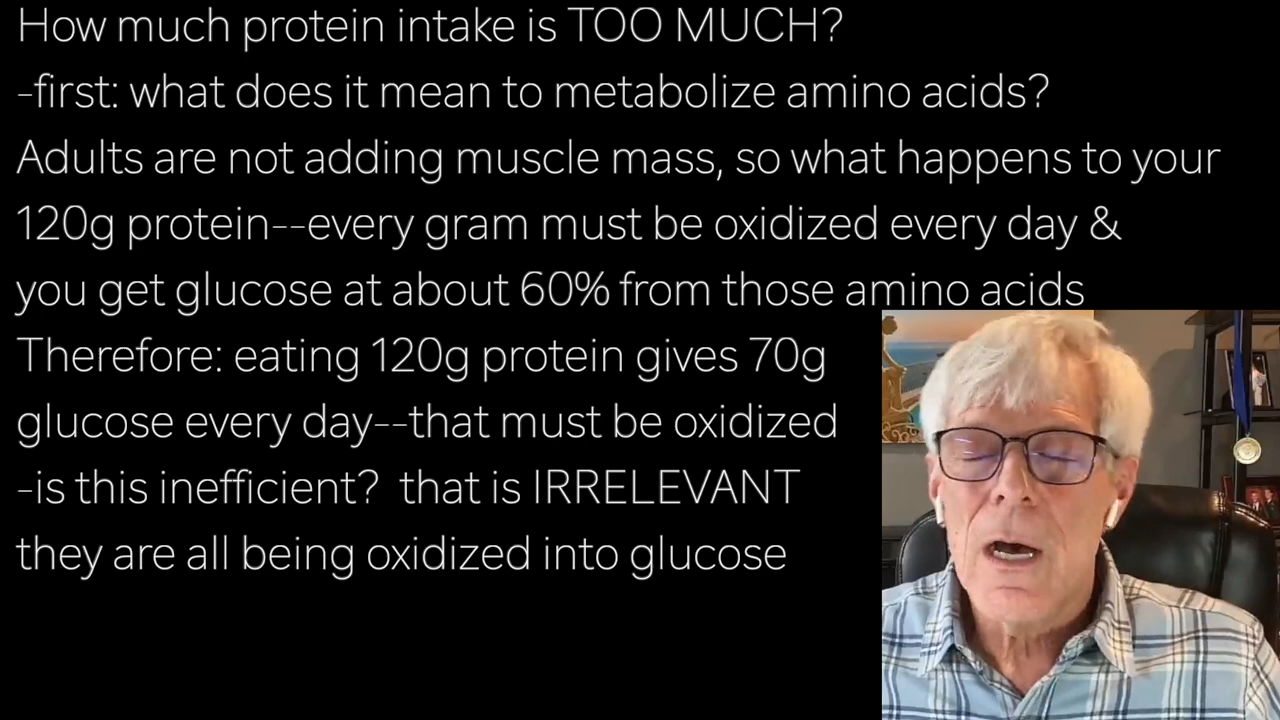 How much protein intake is TOO MUCH?
-first: what does it mean to metabolize amino acids?
Adults are not adding muscle mass, so what happens to your
120g protein--every gram must be oxidized every day &
you get glucose at about 60% from those amino acids
Therefore: eating 120g protein gives 70g
glucose every day--that must be oxidized
-is this inefficient?  that is IRRELEVANT
they are all being oxidized into glucose